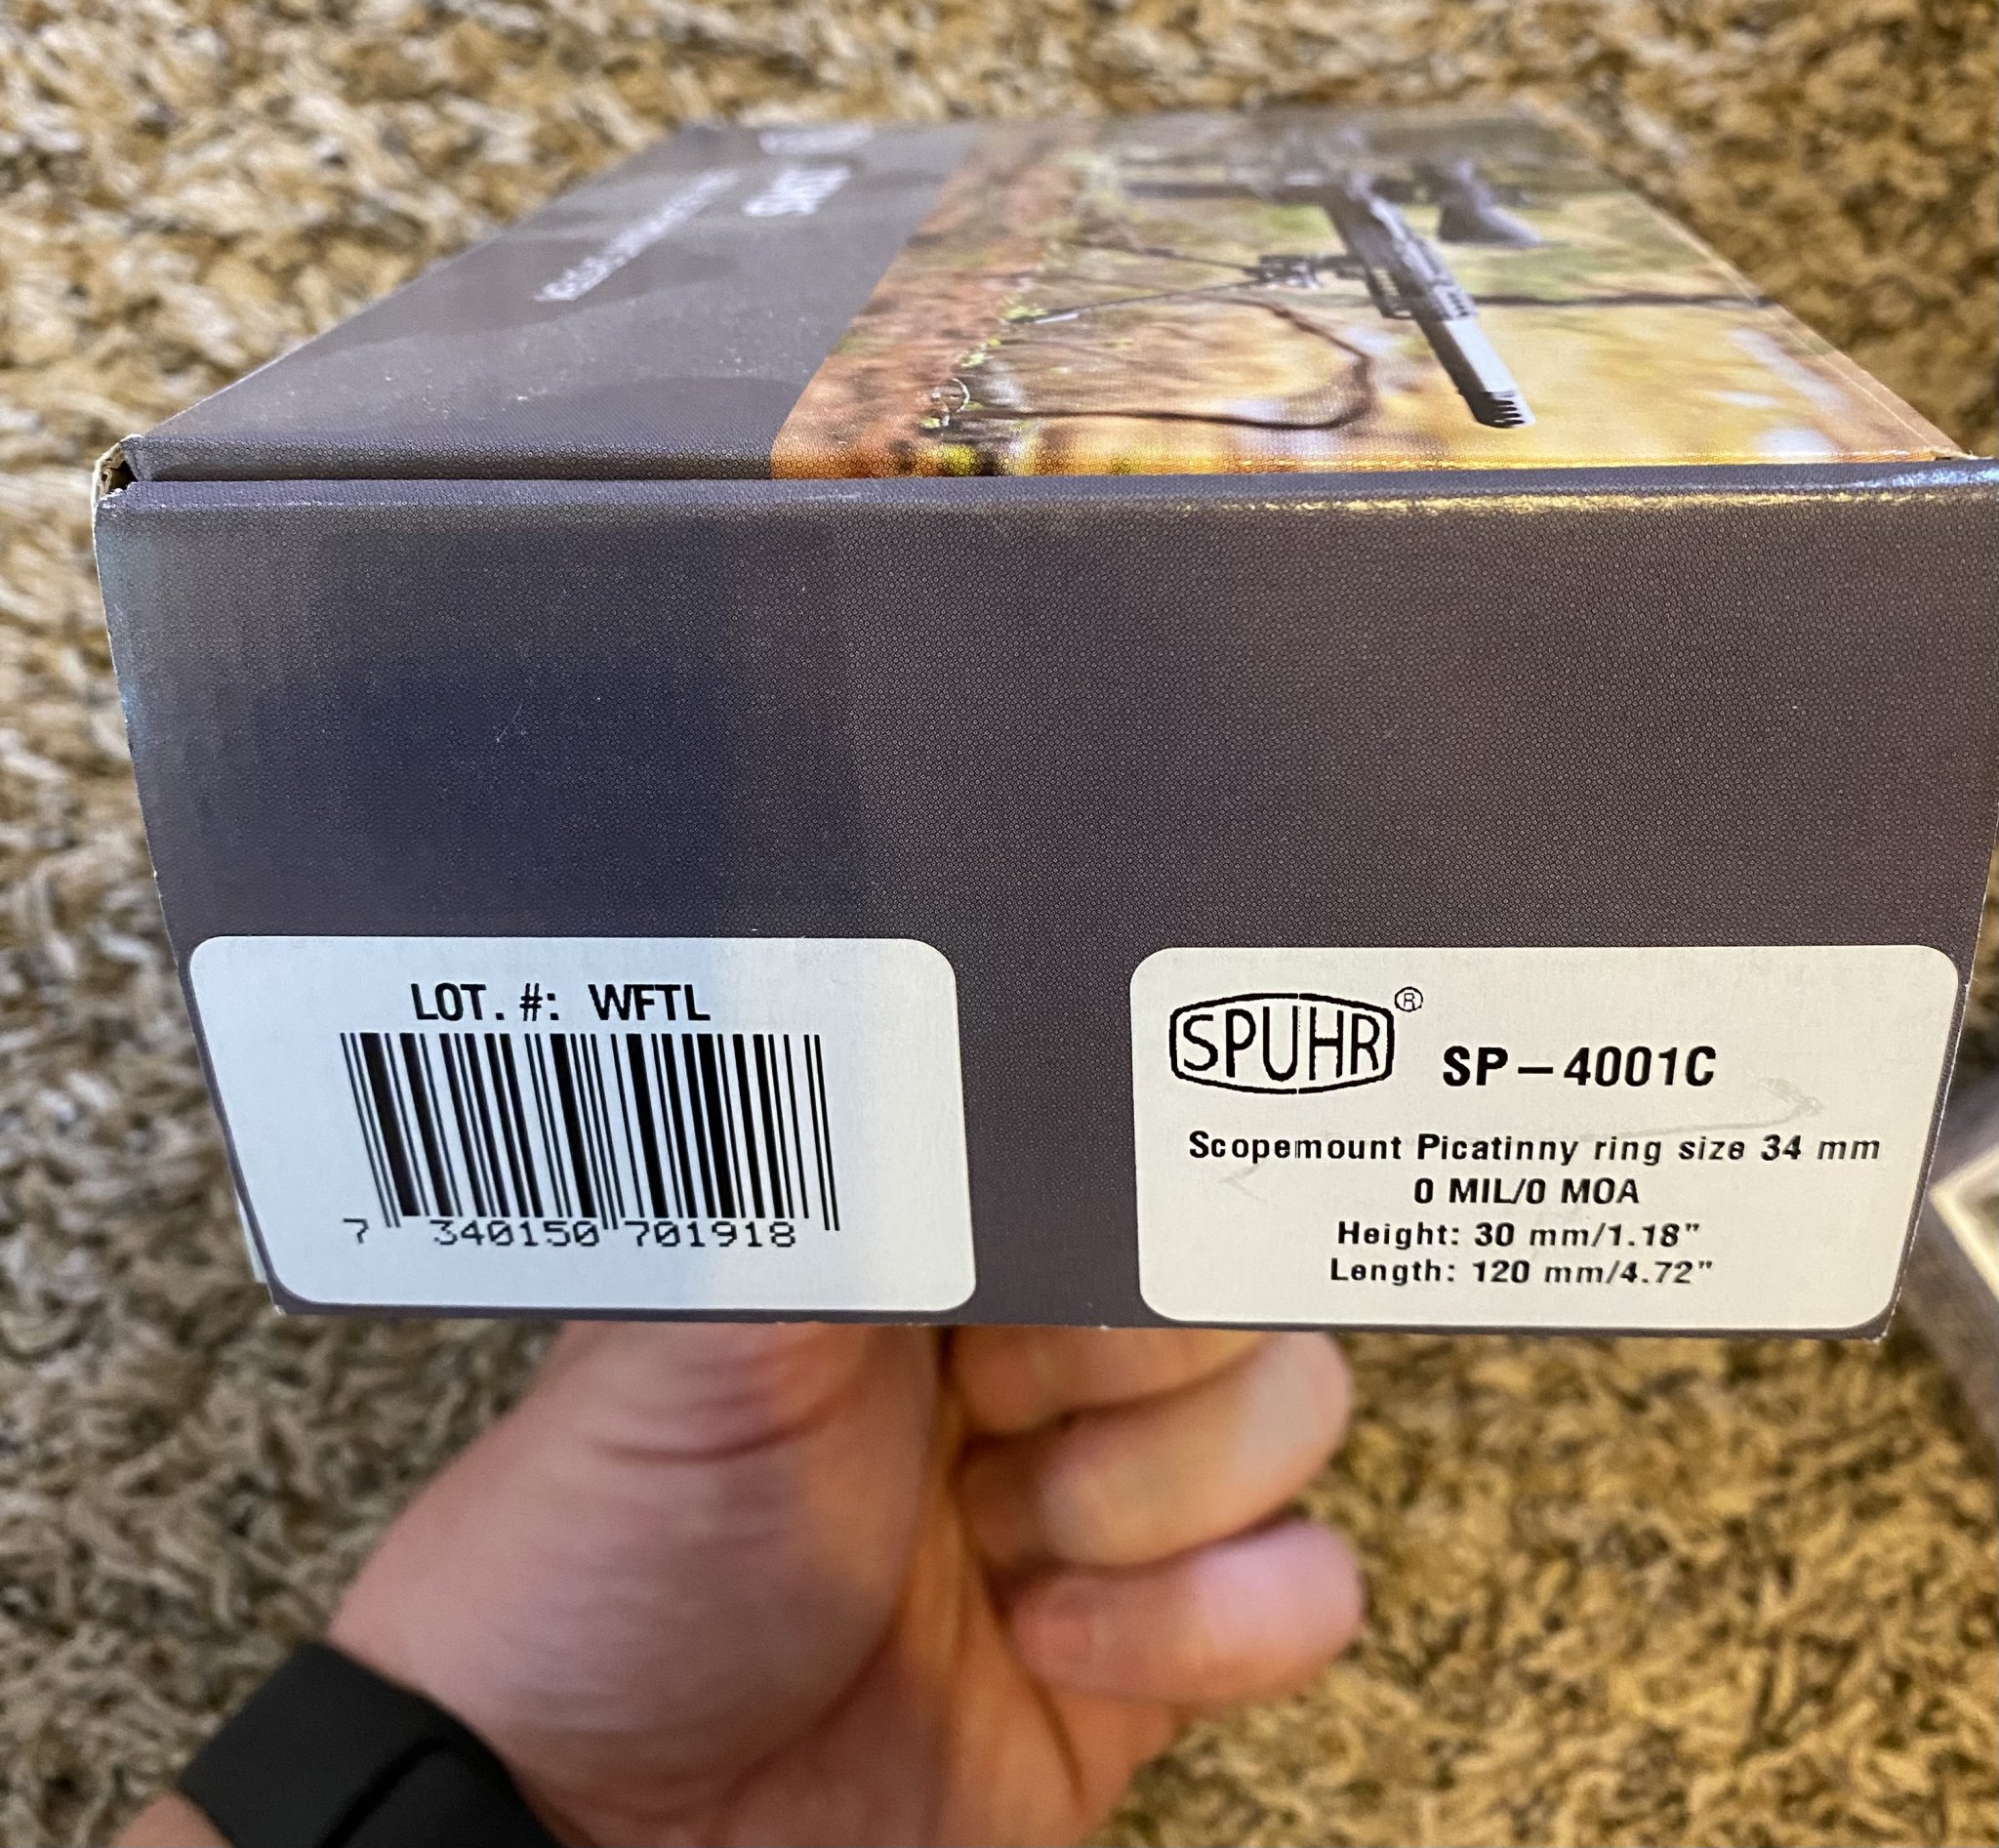 LOT. #: WFTL
7 340150 701918
SPUHR®
SP-4001C
Scopemount Picatinny ring size 34 mm
0 MIL/0 MOA
Height: 30 mm/1.18"
Length: 120 mm/4.72"